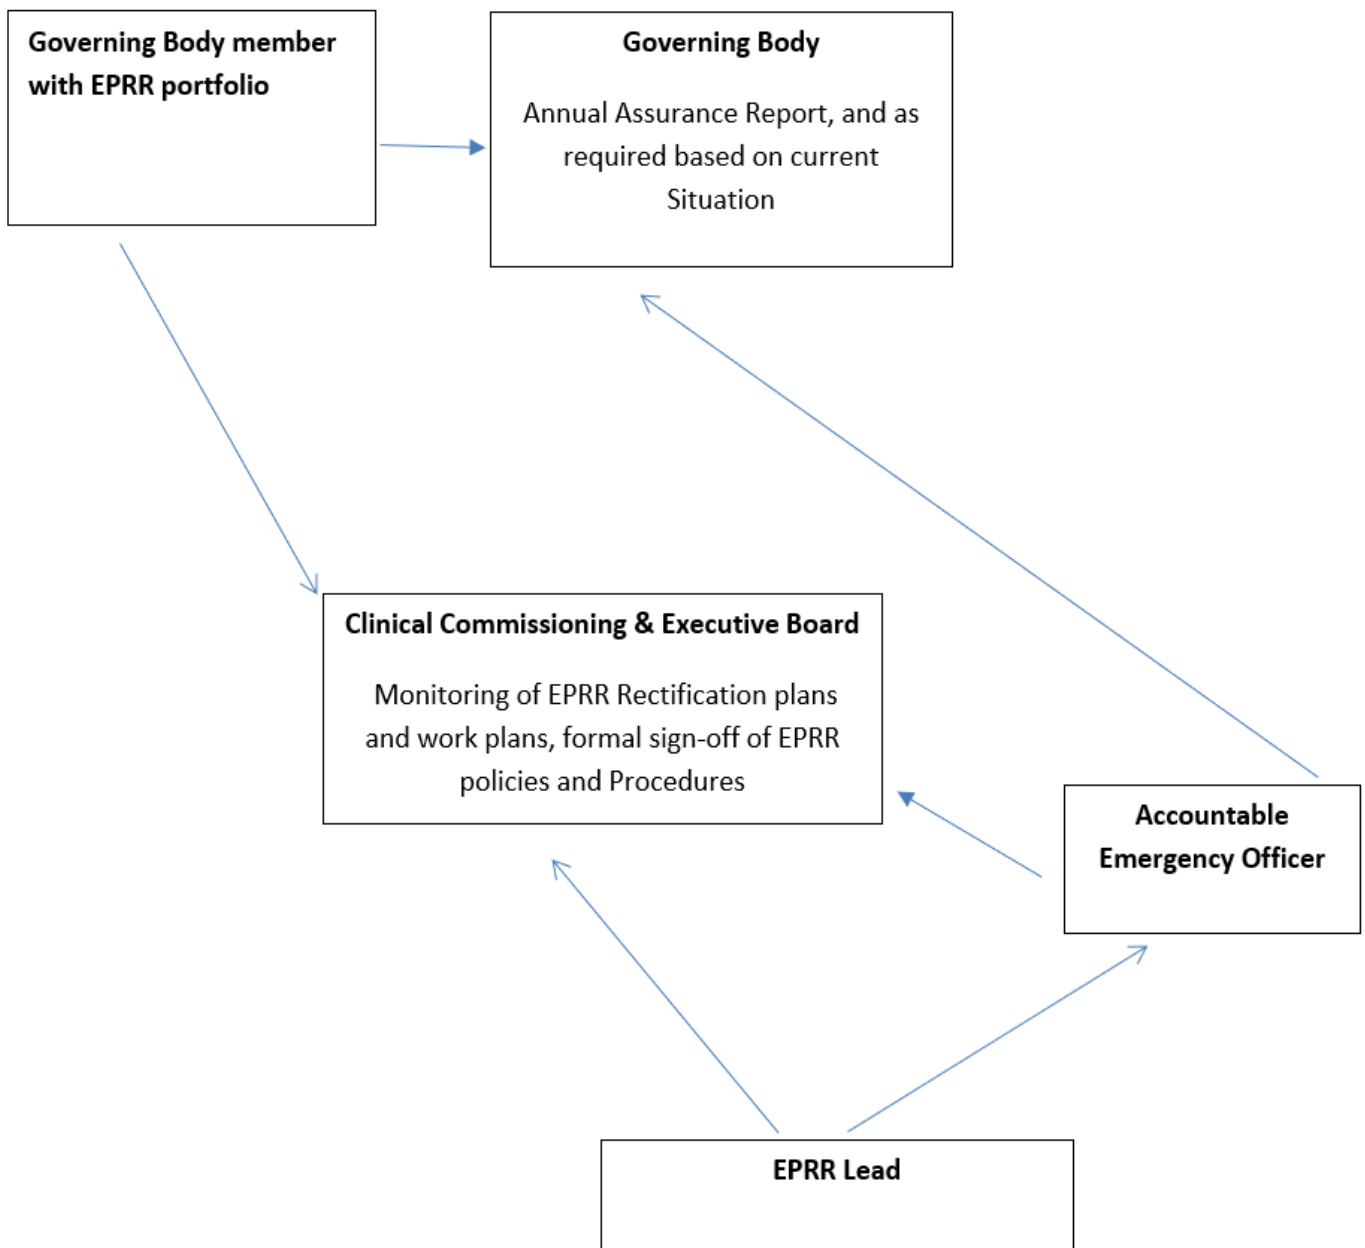 Governing Body member
with EPRR portfolio
Governing Body
Annual Assurance Report, and as
required based on current
Situation
Clinical Commissioning & Executive Board
Monitoring of EPRR Rectification plans
and work plans, formal sign-off of EPRR
policies and Procedures
Accountable
Emergency Officer
EPRR Lead